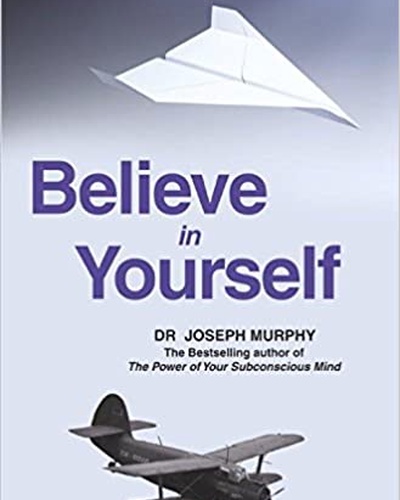 Believe
in
Yourself
DR JOSEPH MURPHY
The Bestselling author of
The Power of Your Subconscious Mind